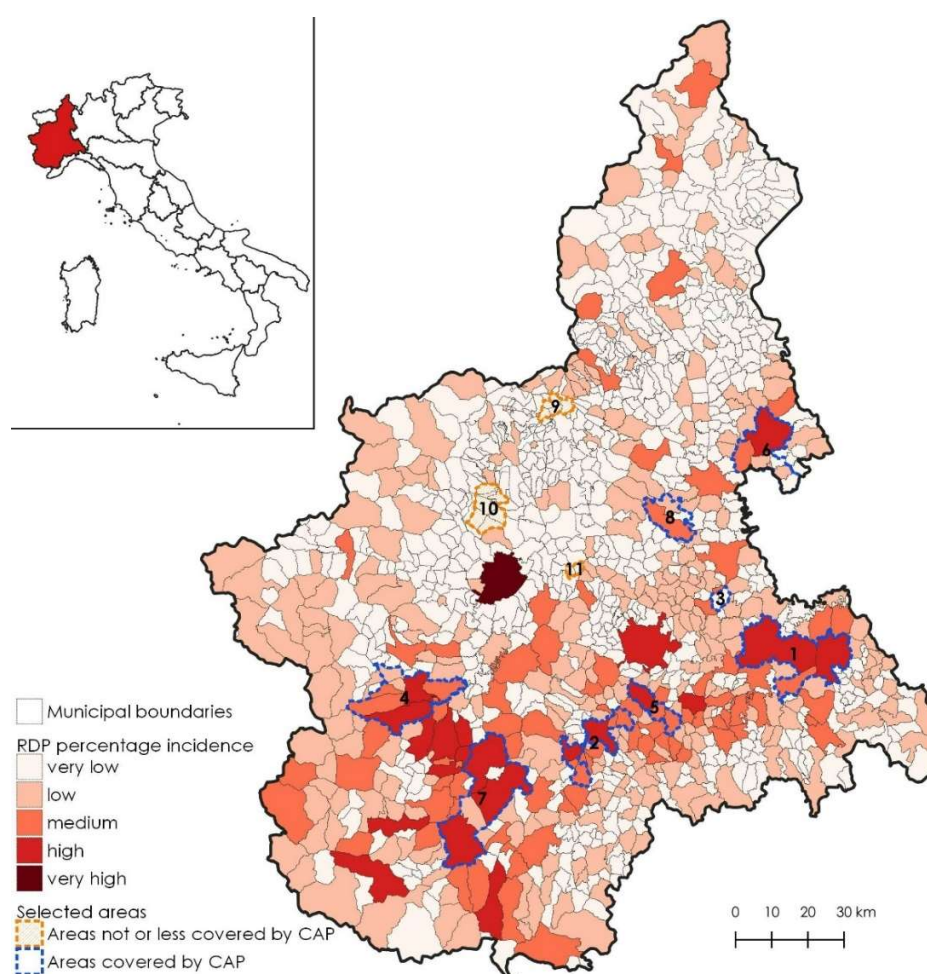 9
6
10
8
11
3
1
4
5
2
7
Municipal boundaries
RDP percentage incidence
very low
low
medium
high
very high
Selected areas
Areas not or less covered by CAP
Areas covered by CAP
0 10 20 30 km